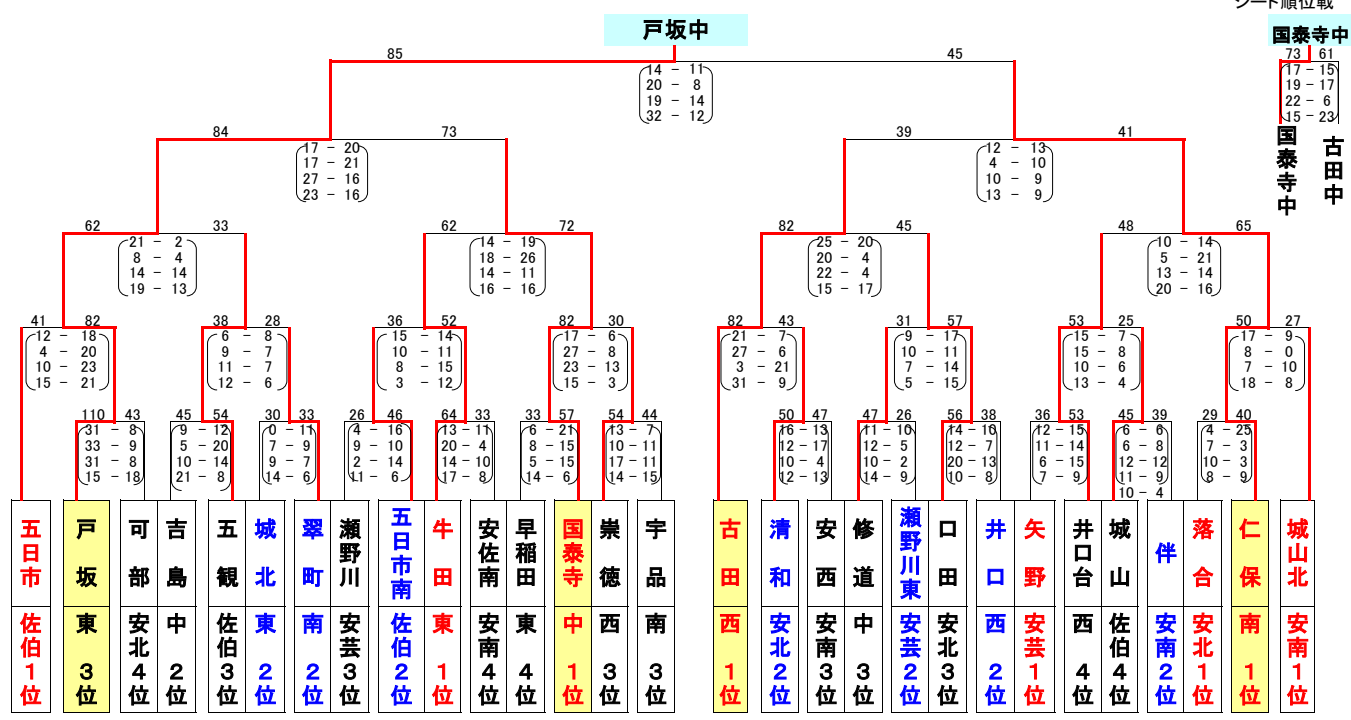 シード順位戦
戸坂中
国泰寺中
85 45
73 61
14 - 11
20 - 8
19 - 14
32 - 12
17 - 15
19 - 17
22 - 6
15 - 23
国泰寺中
古田中
84 73 39 41
17 - 20
17 - 21
27 - 16
23 - 16
12 - 13
4 - 10
10 - 9
13 - 9
62 33 62 72 82 45 48 65
21 - 2
8 - 4
14 - 14
19 - 13
14 - 19
18 - 26
14 - 11
16 - 16
25 - 20
20 - 4
22 - 4
15 - 17
10 - 14
5 - 21
13 - 14
20 - 16
41 82 38 28 36 52 82 30 82 43 31 57 53 25 50 27
12 - 18
4 - 20
10 - 23
15 - 21
6 - 8
9 - 7
11 - 7
12 - 6
15 - 14
10 - 11
8 - 15
3 - 12
17 - 6
27 - 8
23 - 13
15 - 3
21 - 7
27 - 6
3 - 21
31 - 9
9 - 17
10 - 11
7 - 14
5 - 15
15 - 7
15 - 8
10 - 6
13 - 4
17 - 9
8 - 0
7 - 10
18 - 8
110 43 45 54 30 33 26 46 64 33 33 57 54 44 50 47 47 26 56 38 36 53 45 39 29 40
31 - 8
33 - 9
31 - 8
15 - 18
9 - 12
5 - 20
10 - 14
21 - 8
0 - 11
7 - 9
9 - 7
14 - 6
4 - 16
9 - 10
2 - 14
11 - 6
13 - 11
20 - 4
14 - 10
17 - 8
6 - 21
8 - 15
5 - 15
14 - 6
13 - 7
10 - 11
17 - 11
14 - 15
16 - 13
12 - 17
10 - 4
12 - 13
11 - 10
12 - 5
10 - 2
14 - 9
14 - 10
12 - 7
20 - 13
10 - 8
12 - 15
11 - 14
6 - 15
7 - 9
6 - 6
6 - 8
12 - 12
11 - 9
10 - 4
4 - 25
7 - 3
10 - 3
8 - 9
五日市
戸坂
可部
吉島
五観
城北
翠町
瀬野川
五日市南
牛田
安佐南
早稲田
国泰寺
崇徳
宇品
古田
清和
安西
修道
瀬野川東
口田
井口
矢野
井口台
城山
伴
落合
仁保
城山北
佐伯1位
東 3位
安北4位
中 2位
佐伯3位
東 2位
南 2位
安芸3位
佐伯2位
東 1位
安南4位
東 4位
中 1位
西 3位
南 3位
西 1位
安北2位
安南3位
中 3位
安芸2位
安北3位
西 2位
安芸1位
西 4位
佐伯4位
安南2位
安北1位
南 1位
安南1位